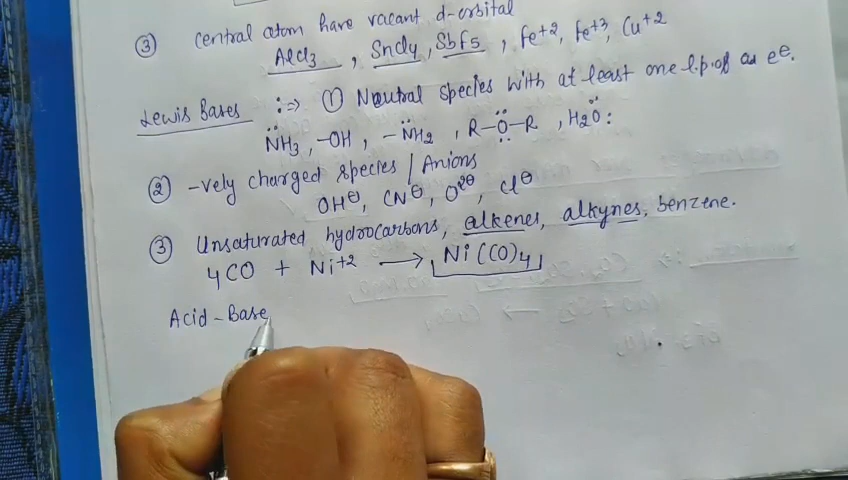 ③ central atom have vacant d-orbital
AlCl3, SnCl4, SbF5, Fe+2, Fe+3, Cu+2
Lewis Bases :⇒ ① Neutral species with at least one l.p. of an e⊖.
N̈H3, -OH, -N̈H2, R-Ö-R, H2Ö:
② -vely charged species / Anions
OH⊖, CN⊖, O2⊖, Cl⊖
③ Unsaturated hydrocarbons, alkenes, alkynes, benzene.
4CO + Ni+2 ⟶ Ni(CO)4
Acid-Base